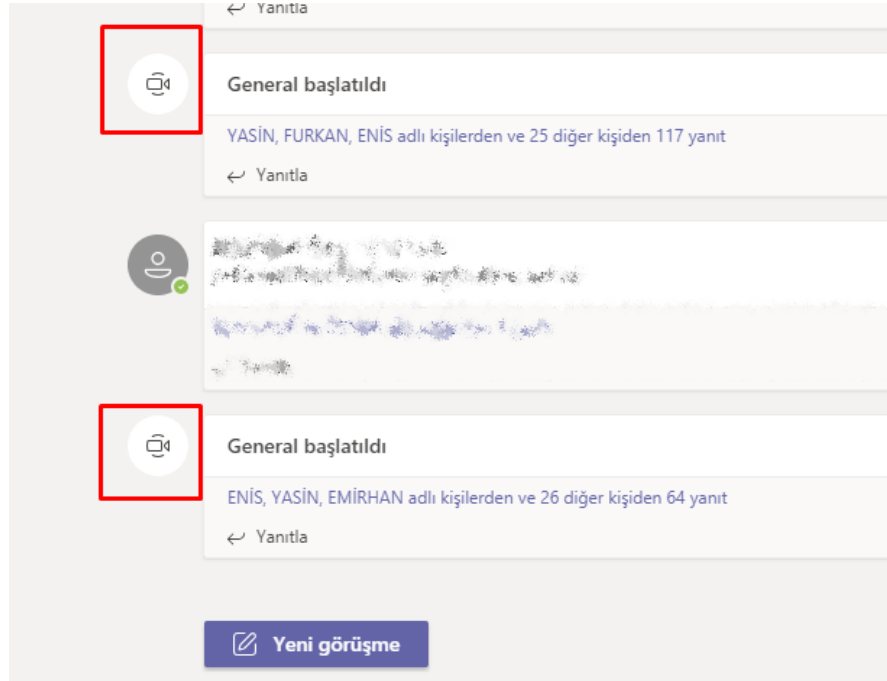 Yanıtla
General başlatıldı
YASİN, FURKAN, ENİS adlı kişilerden ve 25 diğer kişiden 117 yanıt
Yanıtla
General başlatıldı
ENİS, YASİN, EMİRHAN adlı kişilerden ve 26 diğer kişiden 64 yanıt
Yanıtla
Yeni görüşme